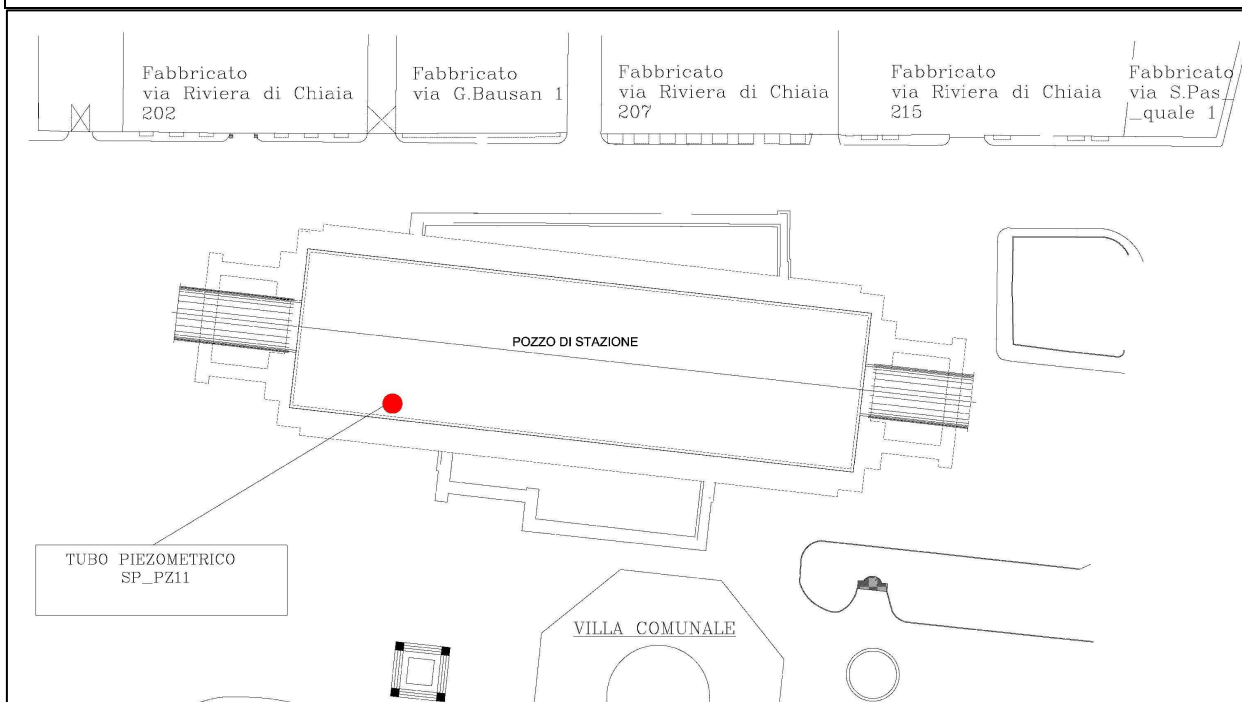 Fabbricato
via Riviera di Chiaia
202
Fabbricato
via G.Bausan 1
Fabbricato
via Riviera di Chiaia
207
Fabbricato
via Riviera di Chiaia
215
Fabbricato
via S.Pas_
_quale 1
POZZO DI STAZIONE
TUBO PIEZOMETRICO
SP_PZ11
VILLA COMUNALE